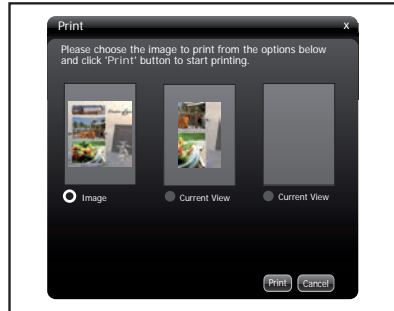 Print x
Please choose the image to print from the options below
and click 'Print' button to start printing.
Image Current View Current View
Print Cancel